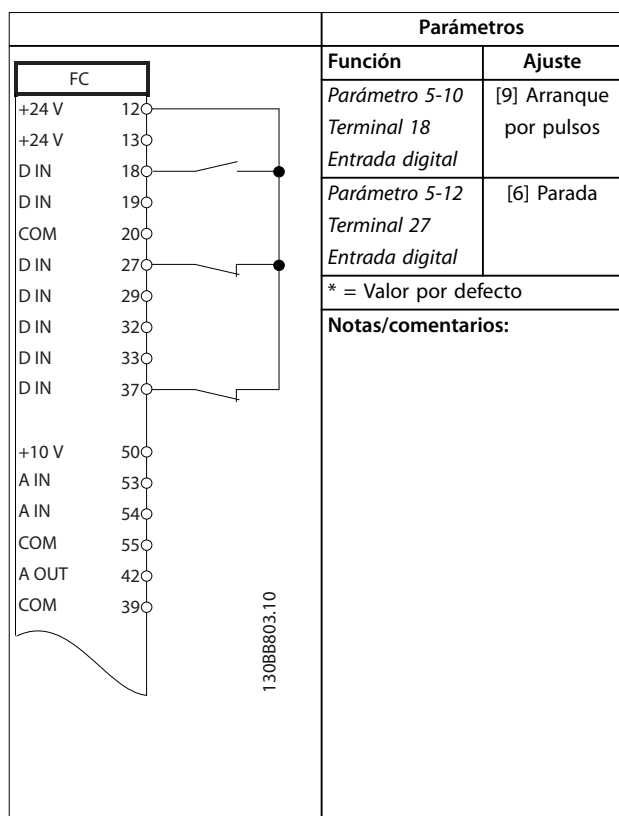 FC
+24 V 12
+24 V 13
D IN 18
D IN 19
COM 20
D IN 27
D IN 29
D IN 32
D IN 33
D IN 37
+10 V 50
A IN 53
A IN 54
COM 55
A OUT 42
COM 39
130BB803.10
Parámetros
Función Ajuste
Parámetro 5-10 [9] Arranque
Terminal 18 por pulsos
Entrada digital
Parámetro 5-12 [6] Parada
Terminal 27
Entrada digital
* = Valor por defecto
Notas/comentarios: